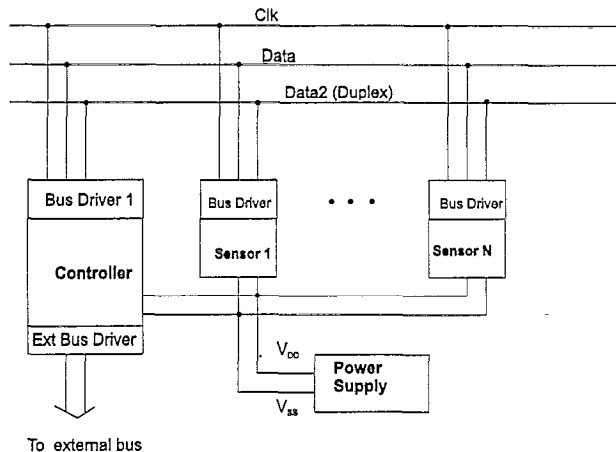 Clk
Data
Data2 (Duplex)
Bus Driver 1
Bus Driver
Bus Driver
Controller
Sensor 1
Sensor N
Ext Bus Driver
VDD
Power
Supply
Vss
To external bus